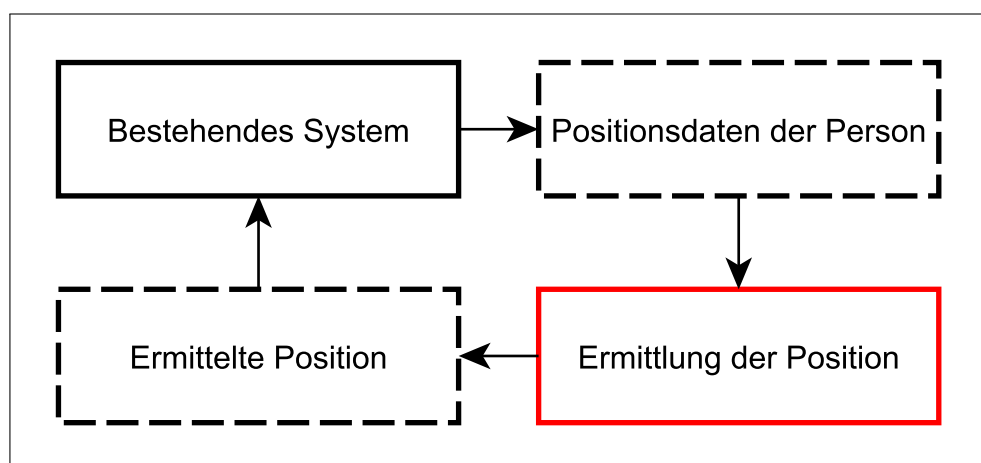 Bestehendes System
Positionsdaten der Person
Ermittelte Position
Ermittlung der Position